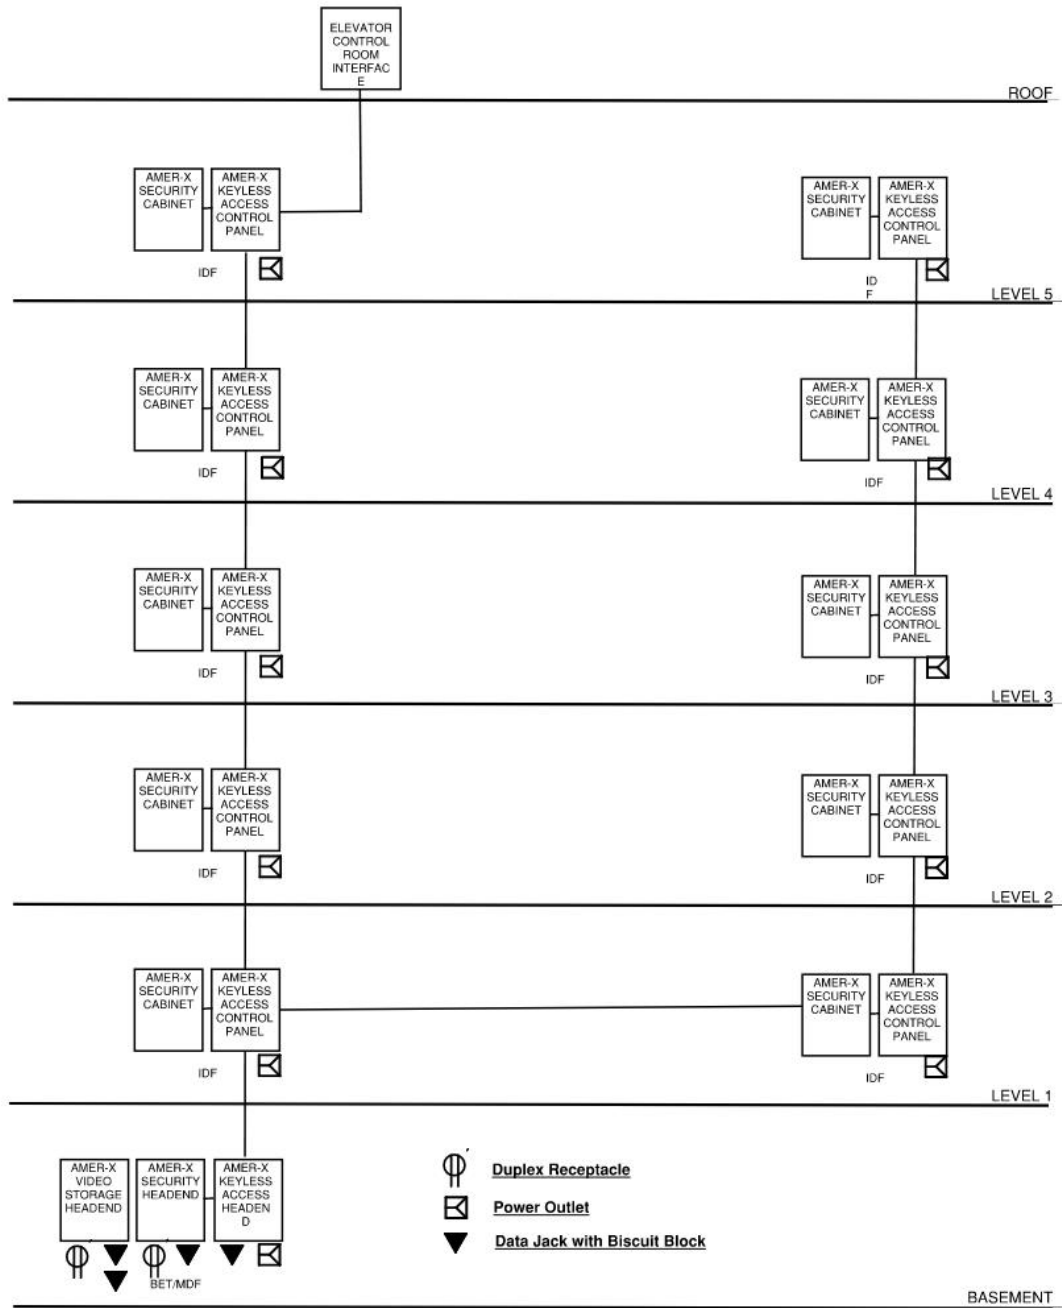 ELEVATOR
CONTROL
ROOM
INTERFAC
E
ROOF
AMER-X
SECURITY
CABINET
AMER-X
KEYLESS
ACCESS
CONTROL
PANEL
IDF
AMER-X
SECURITY
CABINET
AMER-X
KEYLESS
ACCESS
CONTROL
PANEL
ID
F
LEVEL 5
AMER-X
SECURITY
CABINET
AMER-X
KEYLESS
ACCESS
CONTROL
PANEL
IDF
AMER-X
SECURITY
CABINET
AMER-X
KEYLESS
ACCESS
CONTROL
PANEL
IDF
LEVEL 4
AMER-X
SECURITY
CABINET
AMER-X
KEYLESS
ACCESS
CONTROL
PANEL
IDF
AMER-X
SECURITY
CABINET
AMER-X
KEYLESS
ACCESS
CONTROL
PANEL
IDF
LEVEL 3
AMER-X
SECURITY
CABINET
AMER-X
KEYLESS
ACCESS
CONTROL
PANEL
IDF
AMER-X
SECURITY
CABINET
AMER-X
KEYLESS
ACCESS
CONTROL
PANEL
IDF
LEVEL 2
AMER-X
SECURITY
CABINET
AMER-X
KEYLESS
ACCESS
CONTROL
PANEL
IDF
AMER-X
SECURITY
CABINET
AMER-X
KEYLESS
ACCESS
CONTROL
PANEL
IDF
LEVEL 1
AMER-X
VIDEO
STORAGE
HEADEND
AMER-X
SECURITY
HEADEND
AMER-X
KEYLESS
ACCESS
HEADEN
D
BET/MDF
Duplex Receptacle
Power Outlet
Data Jack with Biscuit Block
BASEMENT